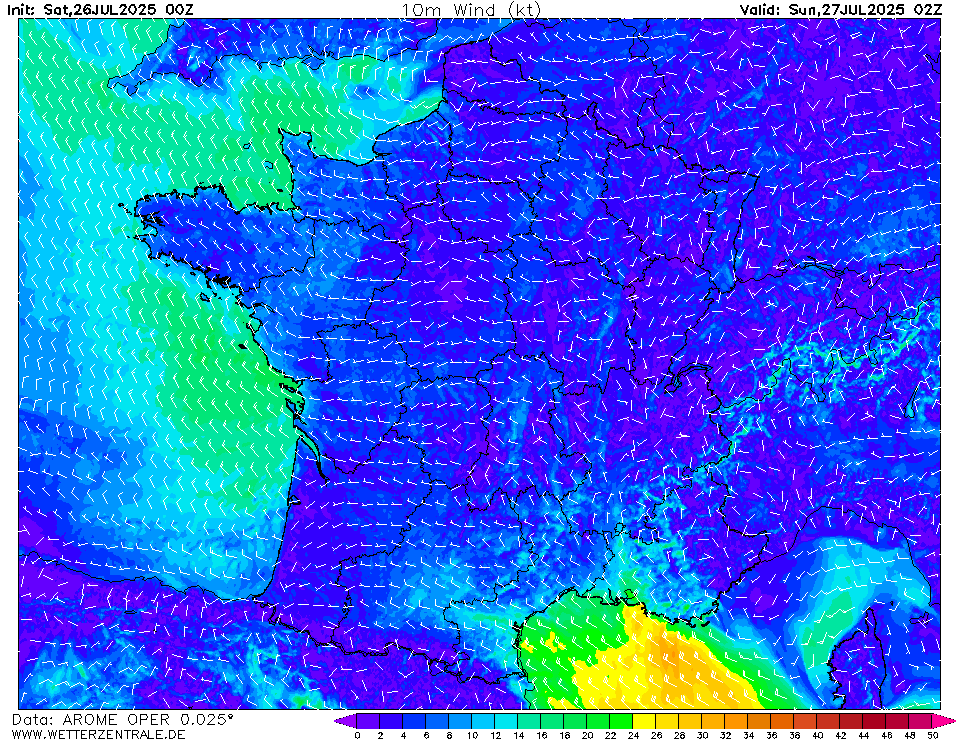 Init: Sat,26JUL2025 00Z 10m Wind (kt) Valid: Sun,27JUL2025 02Z
Data: AROME OPER 0.025°
WWW.WETTERZENTRALE.DE
0 2 4 6 8 10 12 14 16 18 20 22 24 26 28 30 32 34 36 38 40 42 44 46 48 50